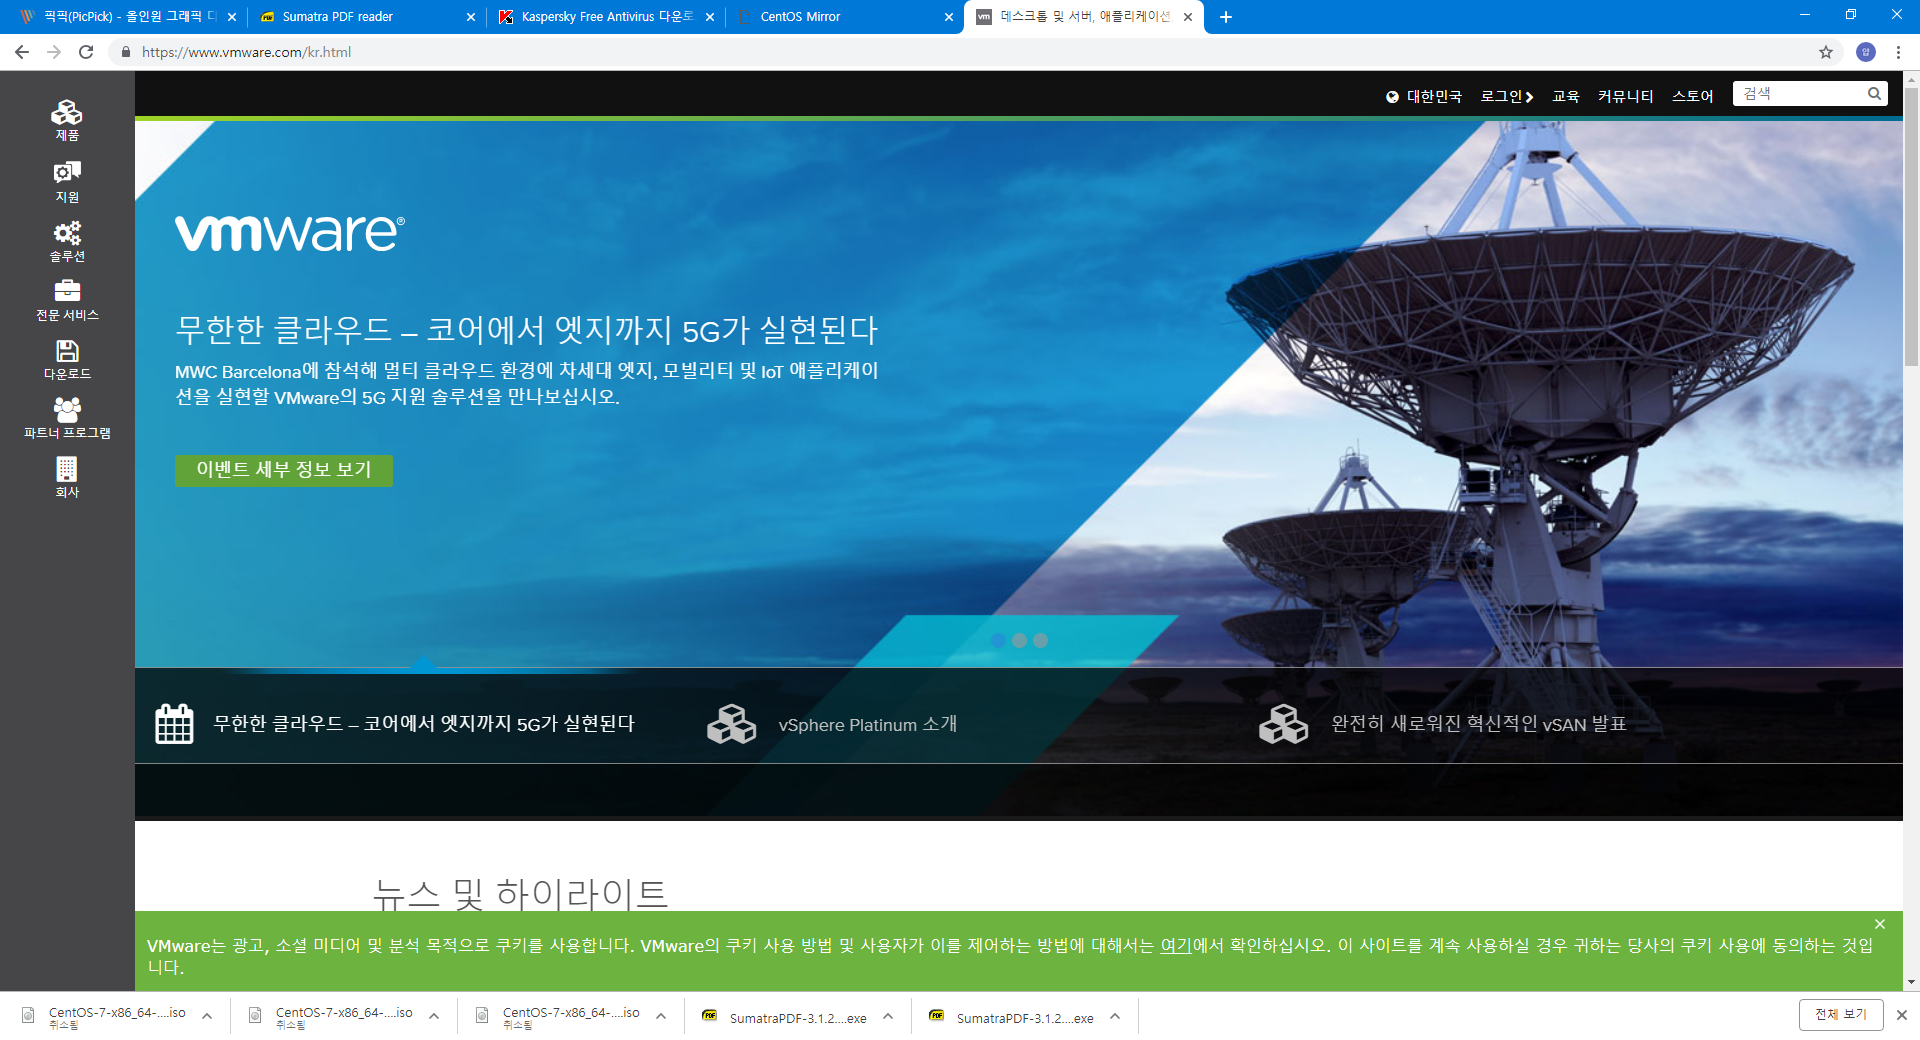 픽픽(PicPick) - 올인원 그래픽 디
Sumatra PDF reader
Kaspersky Free Antivirus 다운로
CentOS Mirror
vm
데스크톱 및 서버, 애플리케이션
https://www.vmware.com/kr.html
제품
지원
솔루션
전문 서비스
다운로드
파트너 프로그램
회사
대한민국
로그인
교육
커뮤니티
스토어
검색
vmware®
무한한 클라우드 – 코어에서 엣지까지 5G가 실현된다
MWC Barcelona에 참석해 멀티 클라우드 환경에 차세대 엣지, 모빌리티 및 IoT 애플리케이
션을 실현할 VMware의 5G 지원 솔루션을 만나보십시오.
이벤트 세부 정보 보기
무한한 클라우드 – 코어에서 엣지까지 5G가 실현된다
vSphere Platinum 소개
완전히 새로워진 혁신적인 vSAN 발표
뉴스 및 하이라이트
VMware는 광고, 소셜 미디어 및 분석 목적으로 쿠키를 사용합니다. VMware의 쿠키 사용 방법 및 사용자가 이를 제어하는 방법에 대해서는 여기에서 확인하십시오. 이 사이트를 계속 사용하실 경우 귀하는 당사의 쿠키 사용에 동의하는 것입
니다.
CentOS-7-x86_64-....iso
취소됨
CentOS-7-x86_64-....iso
취소됨
CentOS-7-x86_64-....iso
취소됨
PDF
SumatraPDF-3.1.2....exe
PDF
SumatraPDF-3.1.2....exe
전체 보기